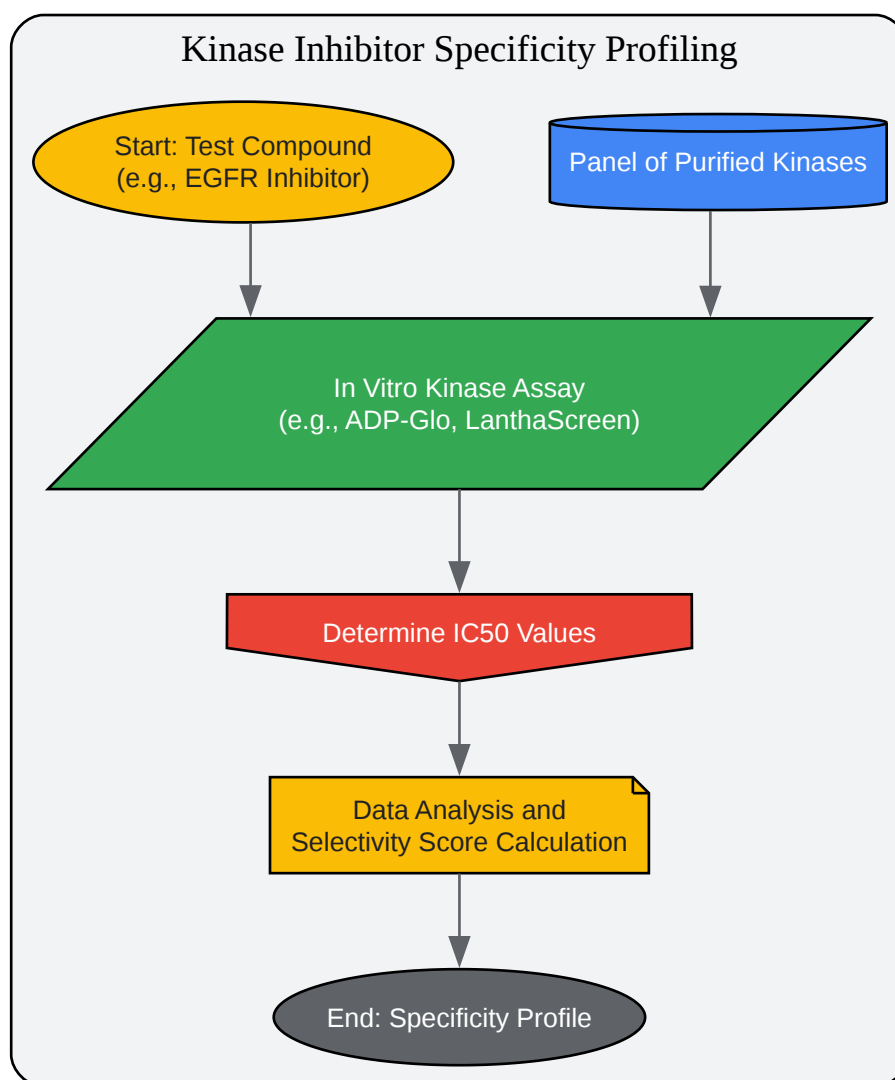 Kinase Inhibitor Specificity Profiling
Start: Test Compound
(e.g., EGFR Inhibitor)
Panel of Purified Kinases
In Vitro Kinase Assay
(e.g., ADP-Glo, LanthaScreen)
Determine IC50 Values
Data Analysis and
Selectivity Score Calculation
End: Specificity Profile